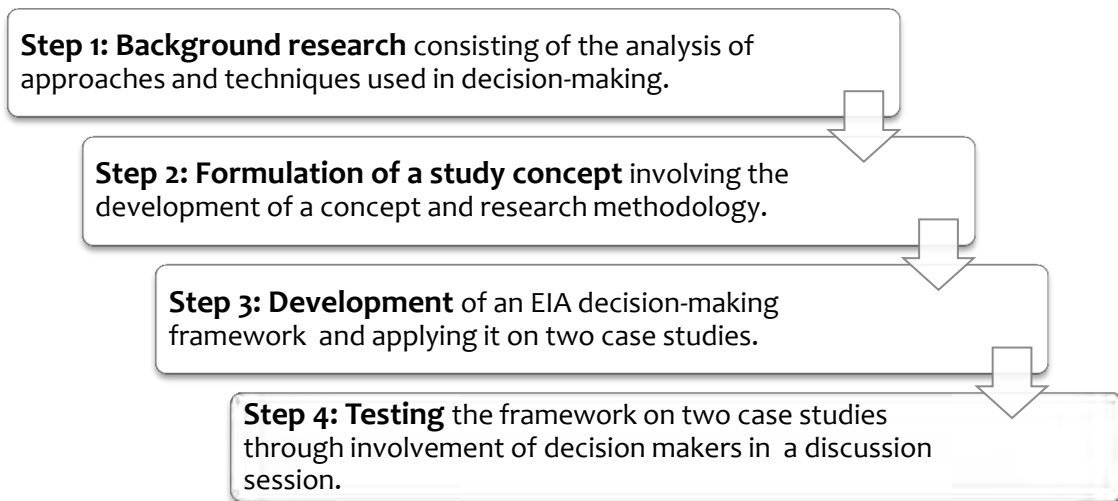 Step 1: Background research consisting of the analysis of
approaches and techniques used in decision-making.
Step 2: Formulation of a study concept involving the
development of a concept and research methodology.
Step 3: Development of an EIA decision-making
framework and applying it on two case studies.
Step 4: Testing the framework on two case studies
through involvement of decision makers in a discussion
session.